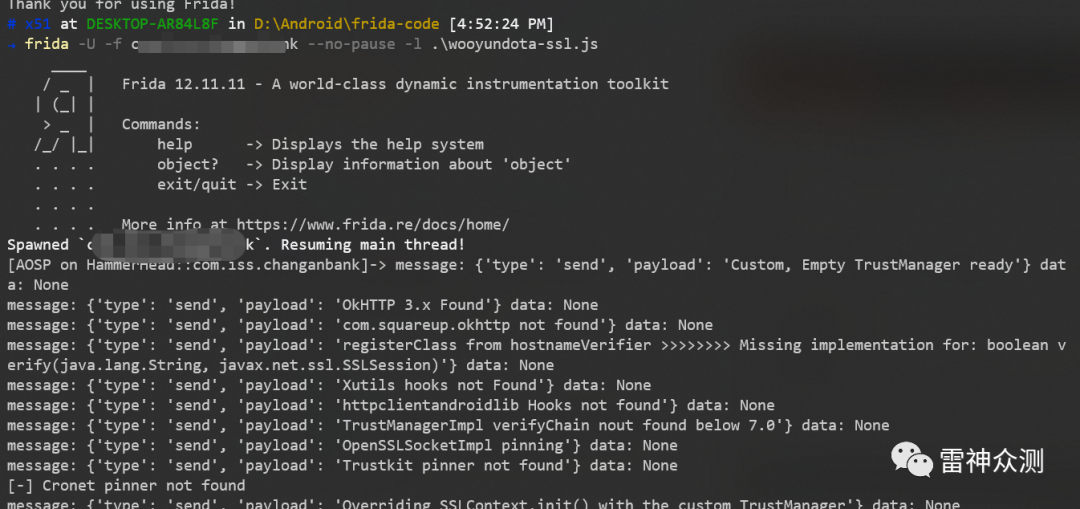 Thank you for using Frida!
# x51 at DESKTOP-AR84L8F in D:\Android\frida-code [4:52:24 PM]
→ frida -U -f c nk --no-pause -l .\wooyundota-ssl.js
____
/ _ | Frida 12.11.11 - A world-class dynamic instrumentation toolkit
| (_| |
> _ | Commands:
/_/ |_| help -> Displays the help system
. . . . object? -> Display information about 'object'
. . . . exit/quit -> Exit
. . . .
. . . . More info at https://www.frida.re/docs/home/
Spawned `c k`. Resuming main thread!
[AOSP on HammerHead::com.iss.changanbank]-> message: {'type': 'send', 'payload': 'Custom, Empty TrustManager ready'} dat
a: None
message: {'type': 'send', 'payload': 'OkHTTP 3.x Found'} data: None
message: {'type': 'send', 'payload': 'com.squareup.okhttp not found'} data: None
message: {'type': 'send', 'payload': 'registerClass from hostnameVerifier >>>>>>>> Missing implementation for: boolean v
erify(java.lang.String, javax.net.ssl.SSLSession)'} data: None
message: {'type': 'send', 'payload': 'Xutils hooks not Found'} data: None
message: {'type': 'send', 'payload': 'httpclientandroidlib Hooks not found'} data: None
message: {'type': 'send', 'payload': 'TrustManagerImpl verifyChain nout found below 7.0'} data: None
message: {'type': 'send', 'payload': 'OpenSSLSocketImpl pinning'} data: None
message: {'type': 'send', 'payload': 'Trustkit pinner not found'} data: None
[-] Cronet pinner not found
message: {'type': 'send', 'payload': 'Overriding SSLContext.init() with the custom TrustManager'} data: None
雷神众测